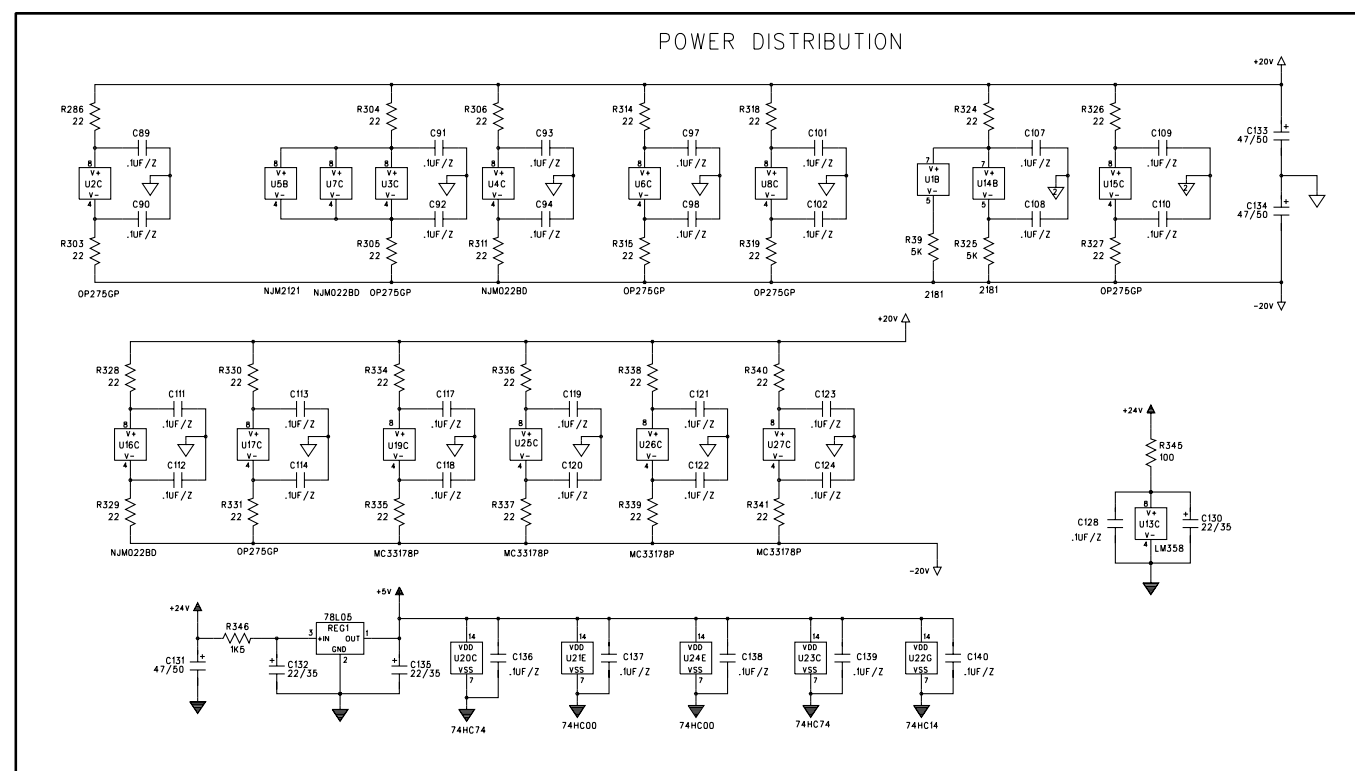 POWER DISTRIBUTION
+20V
R286 22
R304 22
R306 22
R314 22
R318 22
R324 22
R326 22
C89 .1UF/Z
C91 .1UF/Z
C93 .1UF/Z
C97 .1UF/Z
C101 .1UF/Z
C107 .1UF/Z
C109 .1UF/Z
C133 47/50
8 V+ U2C V- 4
8 V+ U5B V- 4
8 V+ U7C V- 4
8 V+ U3C V- 4
8 V+ U4C V- 4
8 V+ U6C V- 4
8 V+ U8C V- 4
7 V+ U1B V- 5
7 V+ U14B V- 5
2
8 V+ U15C V- 4
2
C90 .1UF/Z
C92 .1UF/Z
C94 .1UF/Z
C98 .1UF/Z
C102 .1UF/Z
C108 .1UF/Z
C110 .1UF/Z
C134 47/50
R303 22
R305 22
R311 22
R315 22
R319 22
R39 5K
R325 5K
R327 22
OP275GP
NJM2121
NJM022BD
OP275GP
NJM022BD
OP275GP
OP275GP
2181
2181
OP275GP
-20V
+20V
R328 22
R330 22
R334 22
R336 22
R338 22
R340 22
C111 .1UF/Z
C113 .1UF/Z
C117 .1UF/Z
C119 .1UF/Z
C121 .1UF/Z
C123 .1UF/Z
8 V+ U16C V- 4
8 V+ U17C V- 4
8 V+ U19C V- 4
8 V+ U25C V- 4
8 V+ U26C V- 4
8 V+ U27C V- 4
C112 .1UF/Z
C114 .1UF/Z
C118 .1UF/Z
C120 .1UF/Z
C122 .1UF/Z
C124 .1UF/Z
R329 22
R331 22
R335 22
R337 22
R339 22
R341 22
NJM022BD
OP275GP
MC33178P
MC33178P
MC33178P
MC33178P
-20V
+24V
R345 100
C128 .1UF/Z
8 V+ U13C V- 4
LM358
C130 22/35
+24V
R346 1K5
78L05
REG1
3 +IN OUT 1
GND 2
+5V
C131 47/50
C132 22/35
C135 22/35
14 VDD U20C VSS 7
C136 .1UF/Z
14 VDD U21E VSS 7
C137 .1UF/Z
14 VDD U24E VSS 7
C138 .1UF/Z
14 VDD U23C VSS 7
C139 .1UF/Z
14 VDD U22G VSS 7
C140 .1UF/Z
74HC74
74HC00
74HC00
74HC74
74HC14